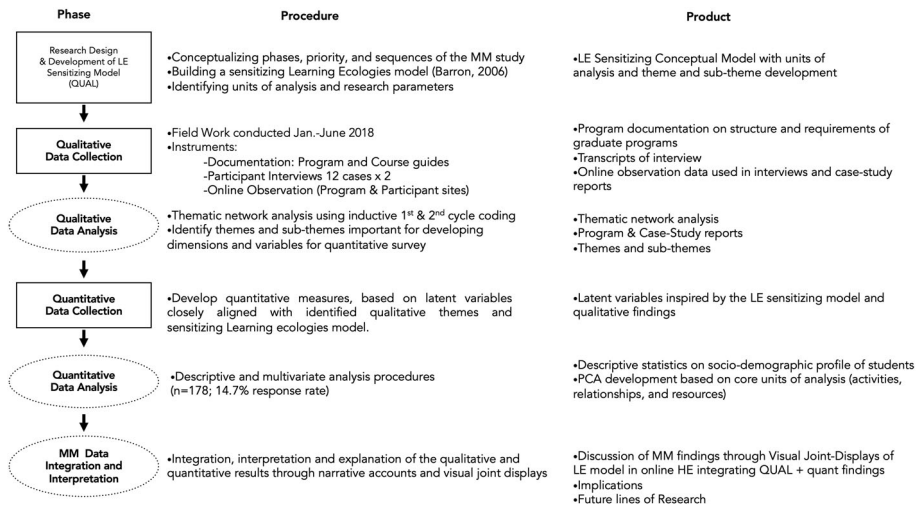 Phase
Procedure
Product
Research Design
& Development of LE
Sensitizing Model
(QUAL)
•Conceptualizing phases, priority, and sequences of the MM study
•Building a sensitizing Learning Ecologies model (Barron, 2006)
•Identifying units of analysis and research parameters
•LE Sensitizing Conceptual Model with units of
analysis and theme and sub-theme development
Qualitative
Data Collection
•Field Work conducted Jan.-June 2018
•Instruments:
-Documentation: Program and Course guides
-Participant Interviews 12 cases x 2
-Online Observation (Program & Participant sites)
•Program documentation on structure and requirements of
graduate programs
•Transcripts of interview
•Online observation data used in interviews and case-study
reports
Qualitative
Data Analysis
•Thematic network analysis using inductive 1st & 2nd cycle coding
•Identify themes and sub-themes important for developing
dimensions and variables for quantitative survey
•Thematic network analysis
•Program & Case-Study reports
•Themes and sub-themes
Quantitative
Data Collection
•Develop quantitative measures, based on latent variables
closely aligned with identified qualitative themes and
sensitizing Learning ecologies model.
•Latent variables inspired by the LE sensitizing model and
qualitative findings
Quantitative
Data Analysis
•Descriptive and multivariate analysis procedures
(n=178; 14.7% response rate)
•Descriptive statistics on socio-demographic profile of students
•PCA development based on core units of analysis (activities,
relationships, and resources)
MM Data
Integration and
Interpretation
•Integration, interpretation and explanation of the qualitative and
quantitative results through narrative accounts and visual joint displays
•Discussion of MM findings through Visual Joint-Displays of
LE model in online HE integrating QUAL + quant findings
•Implications
•Future lines of Research